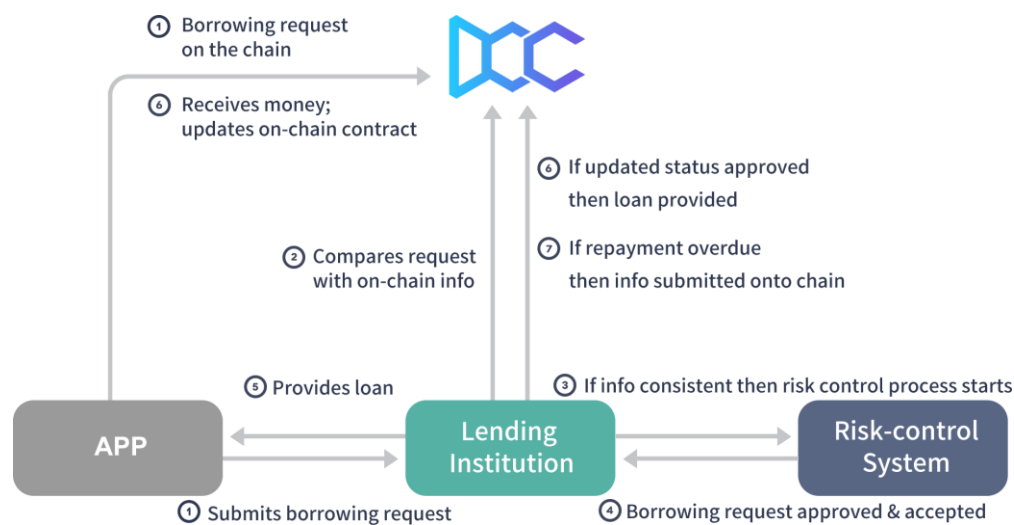 ① Borrowing request
on the chain
DCC
⑥ Receives money;
updates on-chain contract
⑥ If updated status approved
then loan provided
② Compares request
with on-chain info
⑦ If repayment overdue
then info submitted onto chain
⑤ Provides loan
③ If info consistent then risk control process starts
APP
Lending
Institution
Risk-control
System
① Submits borrowing request
④ Borrowing request approved & accepted